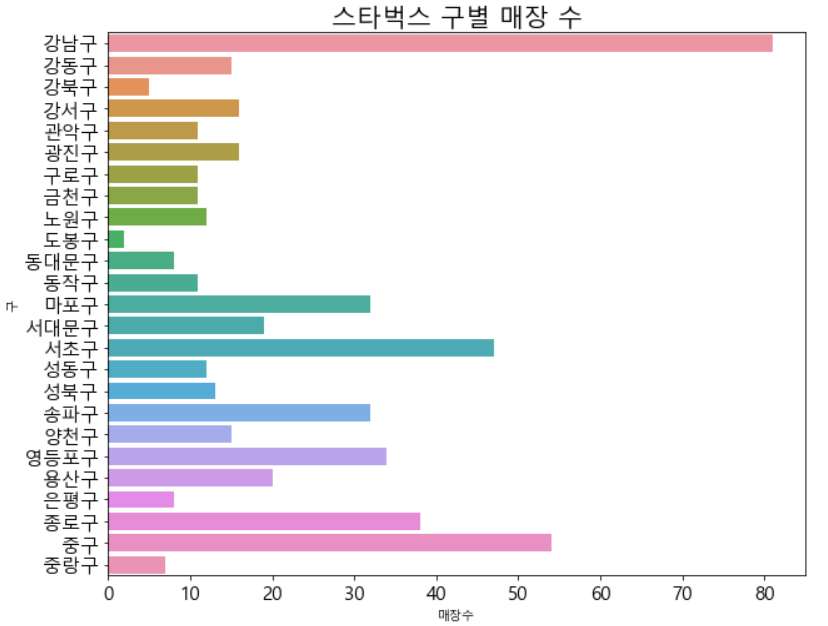 스타벅스 구별 매장 수
강남구
강동구
강북구
강서구
관악구
광진구
구로구
금천구
노원구
도봉구
동대문구
동작구
마포구
서대문구
서초구
성동구
성북구
송파구
양천구
영등포구
용산구
은평구
종로구
중구
중랑구
구
0 10 20 30 40 50 60 70 80
매장수